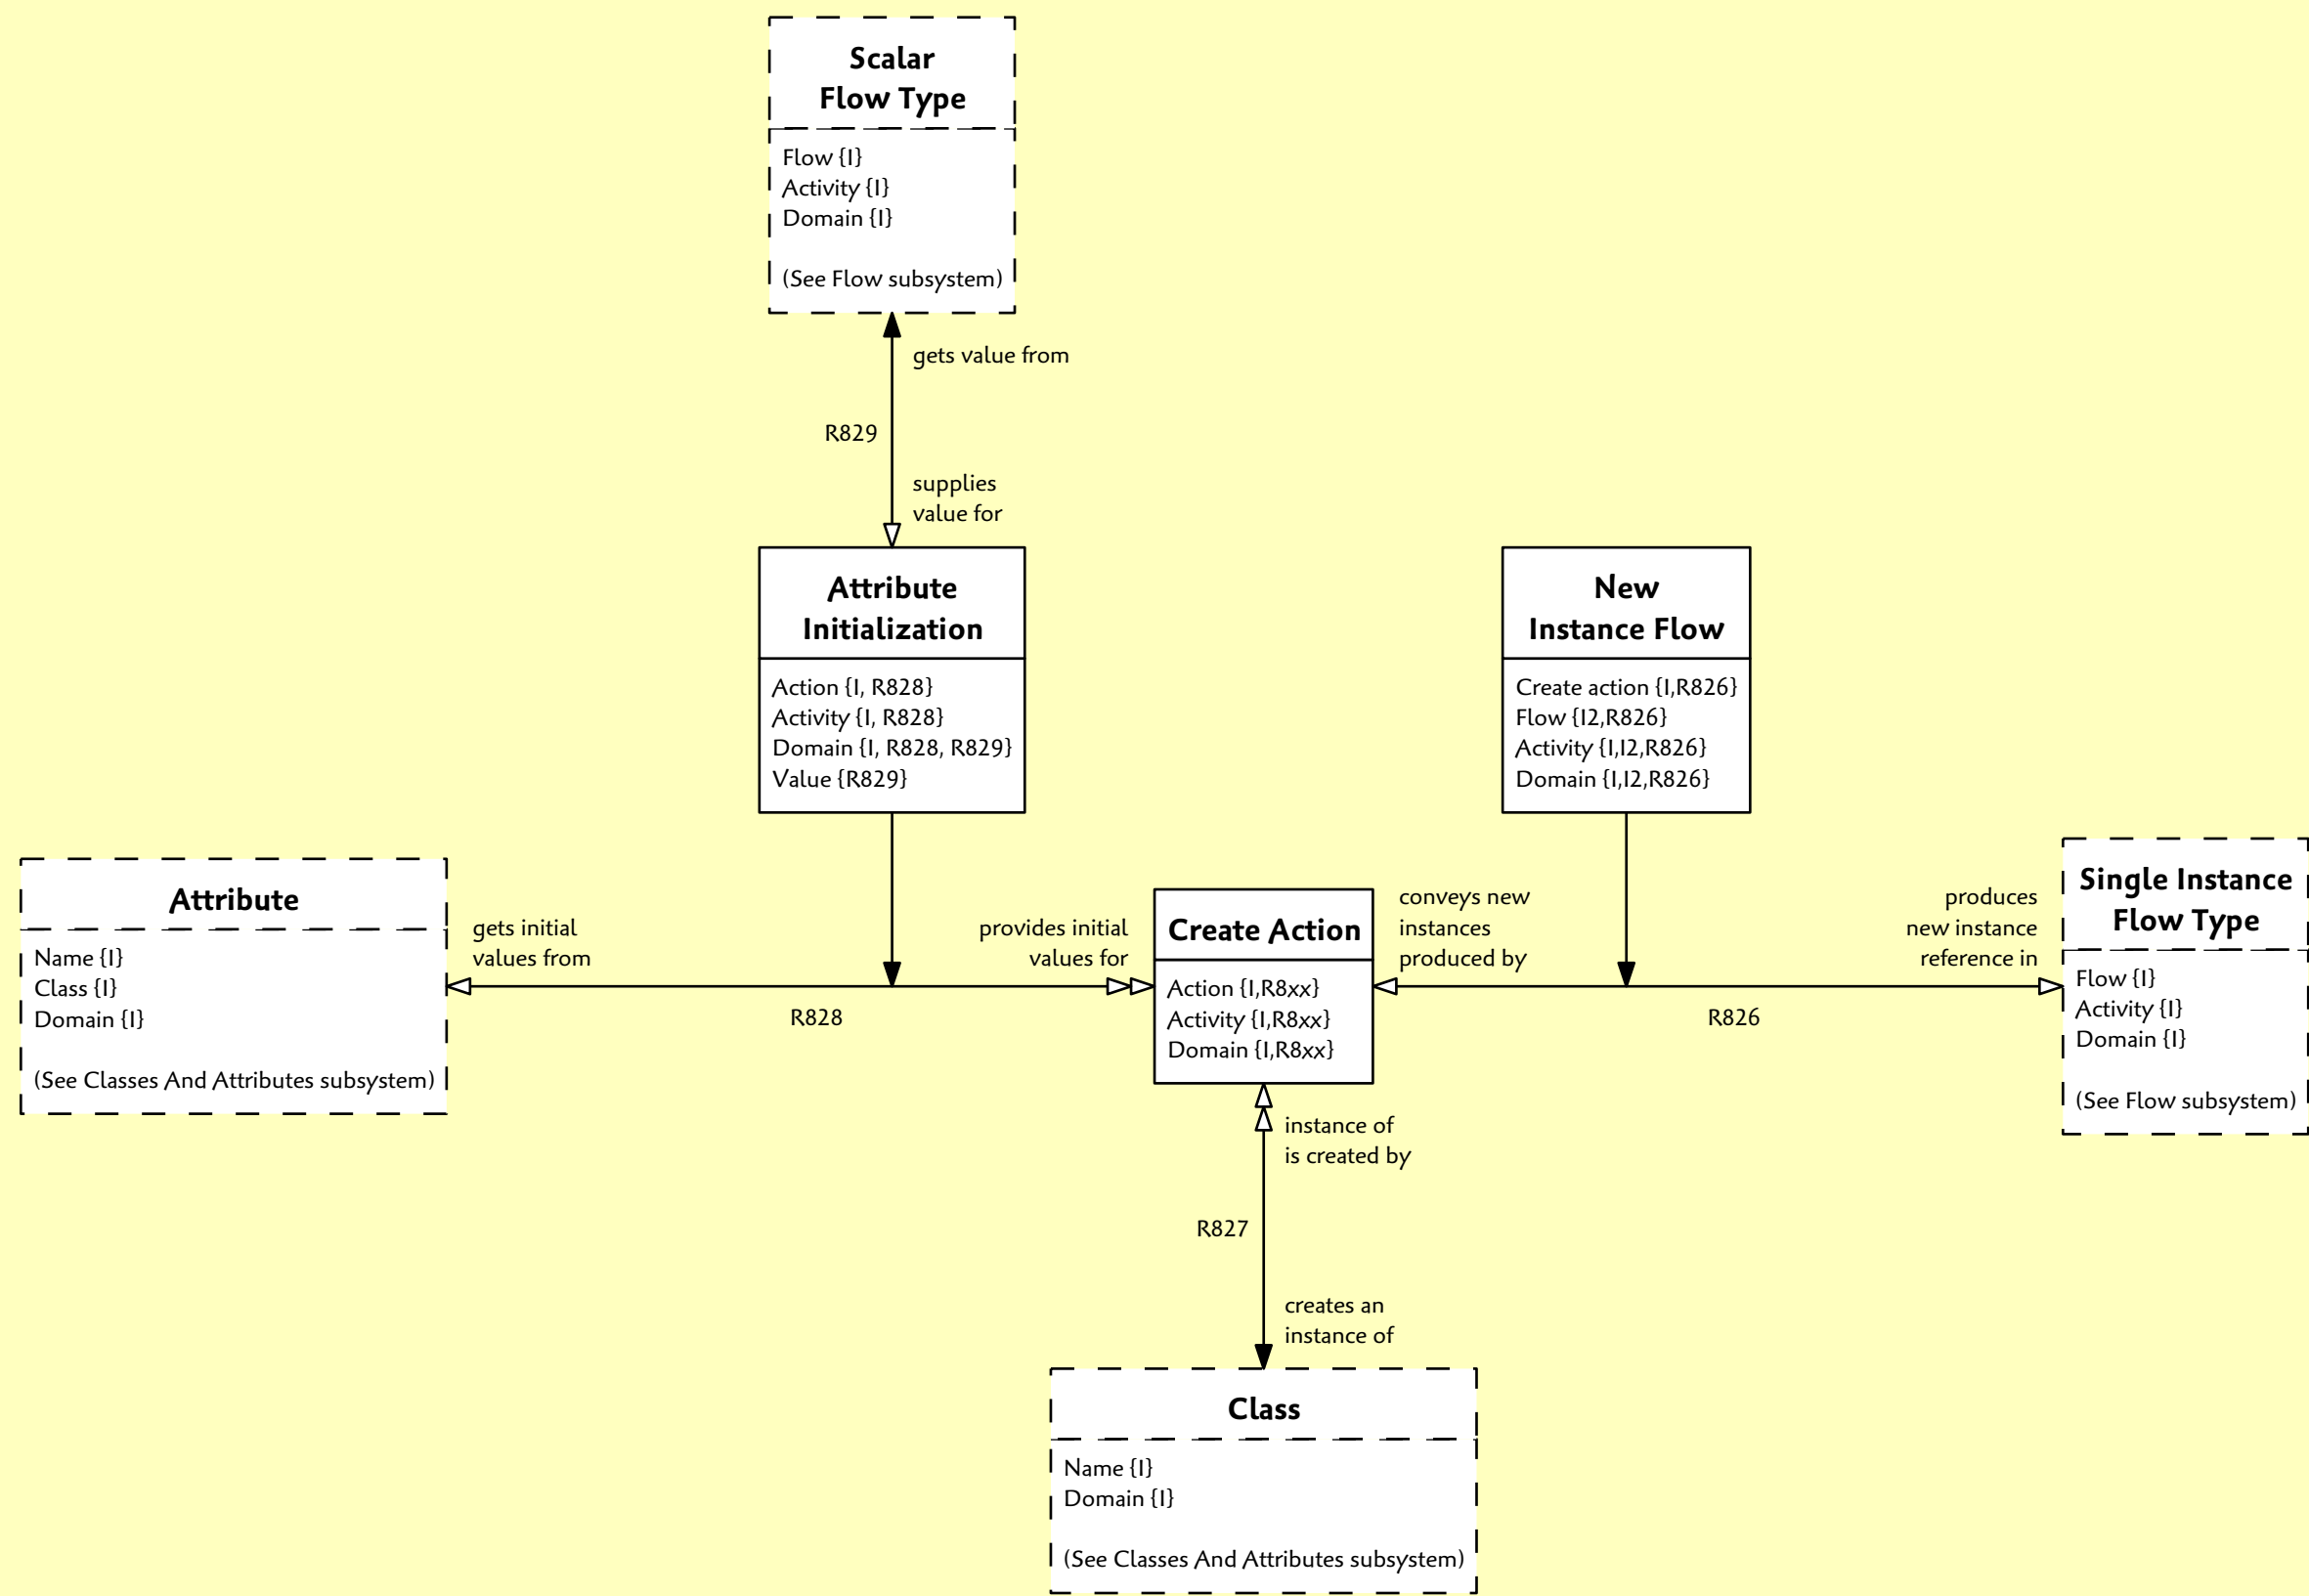 Scalar
Flow Type
Flow {I}
Activity {I}
Domain {I}
(See Flow subsystem)
gets value from
R829
supplies
value for
Attribute
Initialization
Action {I, R828}
Activity {I, R828}
Domain {I, R828, R829}
Value {R829}
New
Instance Flow
Create action {I,R826}
Flow {I2,R826}
Activity {I,I2,R826}
Domain {I,I2,R826}
Attribute
Name {I}
Class {I}
Domain {I}
(See Classes And Attributes subsystem)
gets initial
values from
R828
provides initial
values for
Create Action
Action {I,R8xx}
Activity {I,R8xx}
Domain {I,R8xx}
conveys new
instances
produced by
R826
produces
new instance
reference in
Single Instance
Flow Type
Flow {I}
Activity {I}
Domain {I}
(See Flow subsystem)
instance of
is created by
R827
creates an
instance of
Class
Name {I}
Domain {I}
(See Classes And Attributes subsystem)